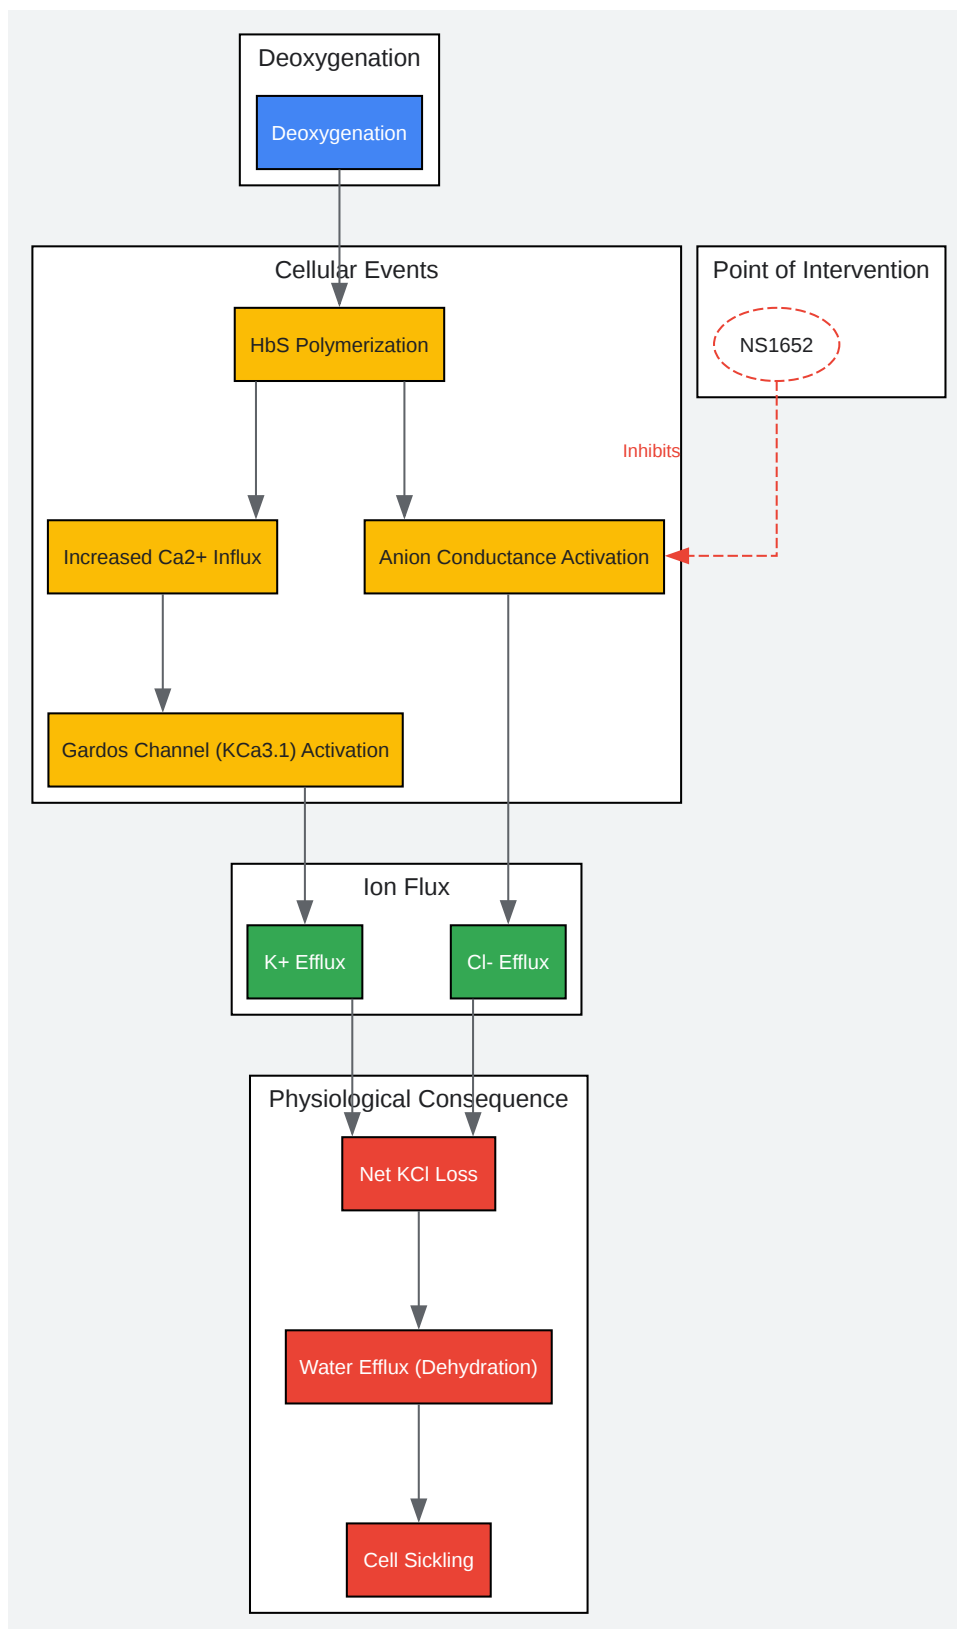 Deoxygenation
Deoxygenation
Cellular Events
Point of Intervention
HbS Polymerization
NS1652
Inhibits
Increased Ca2+ Influx
Anion Conductance Activation
Gardos Channel (KCa3.1) Activation
Ion Flux
K+ Efflux
Cl- Efflux
Physiological Consequence
Net KCl Loss
Water Efflux (Dehydration)
Cell Sickling